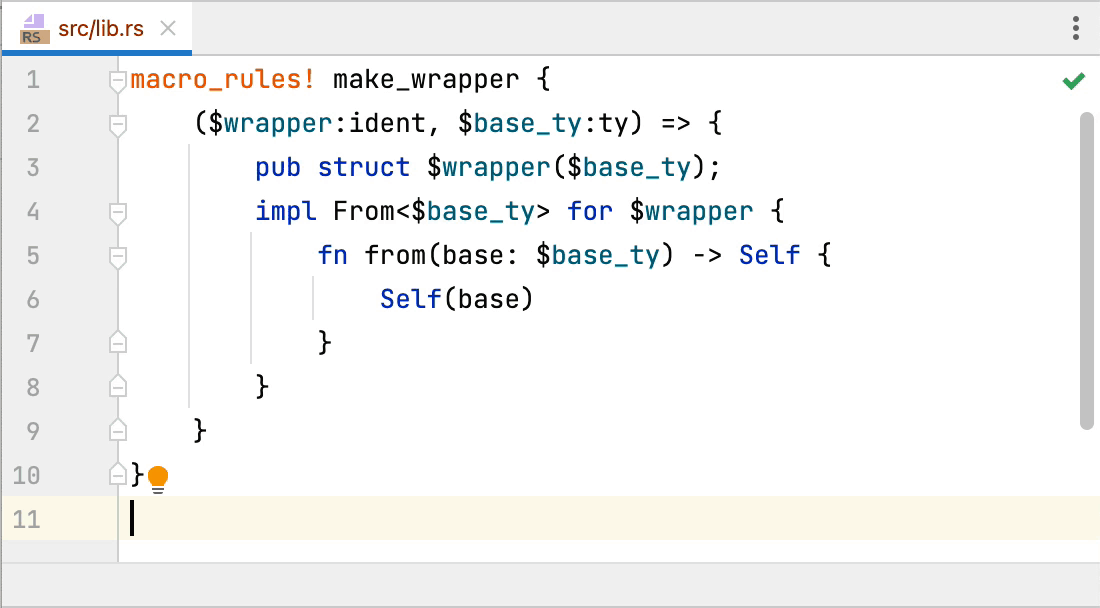 RS src/lib.rs
1 macro_rules! make_wrapper {
2     ($wrapper:ident, $base_ty:ty) => {
3         pub struct $wrapper($base_ty);
4         impl From<$base_ty> for $wrapper {
5             fn from(base: $base_ty) -> Self {
6                 Self(base)
7             }
8         }
9     }
10 }
11